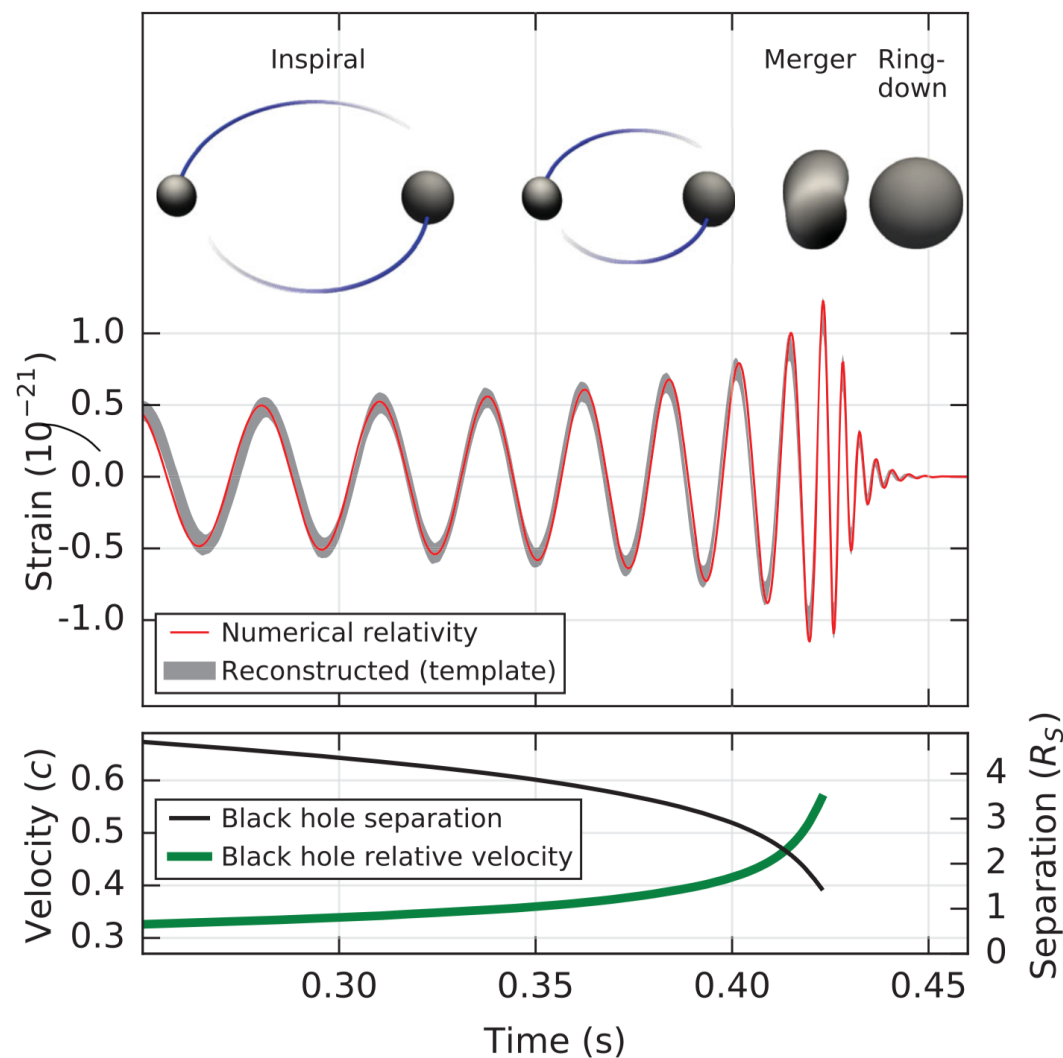 Inspiral
Merger
Ring-
down
Strain (10⁻²¹)
1.0
0.5
0.0
-0.5
-1.0
Numerical relativity
Reconstructed (template)
Velocity (c)
0.6
0.5
0.4
0.3
Black hole separation
Black hole relative velocity
4
3
2
1
0
Separation (R_S)
0.30
0.35
0.40
0.45
Time (s)